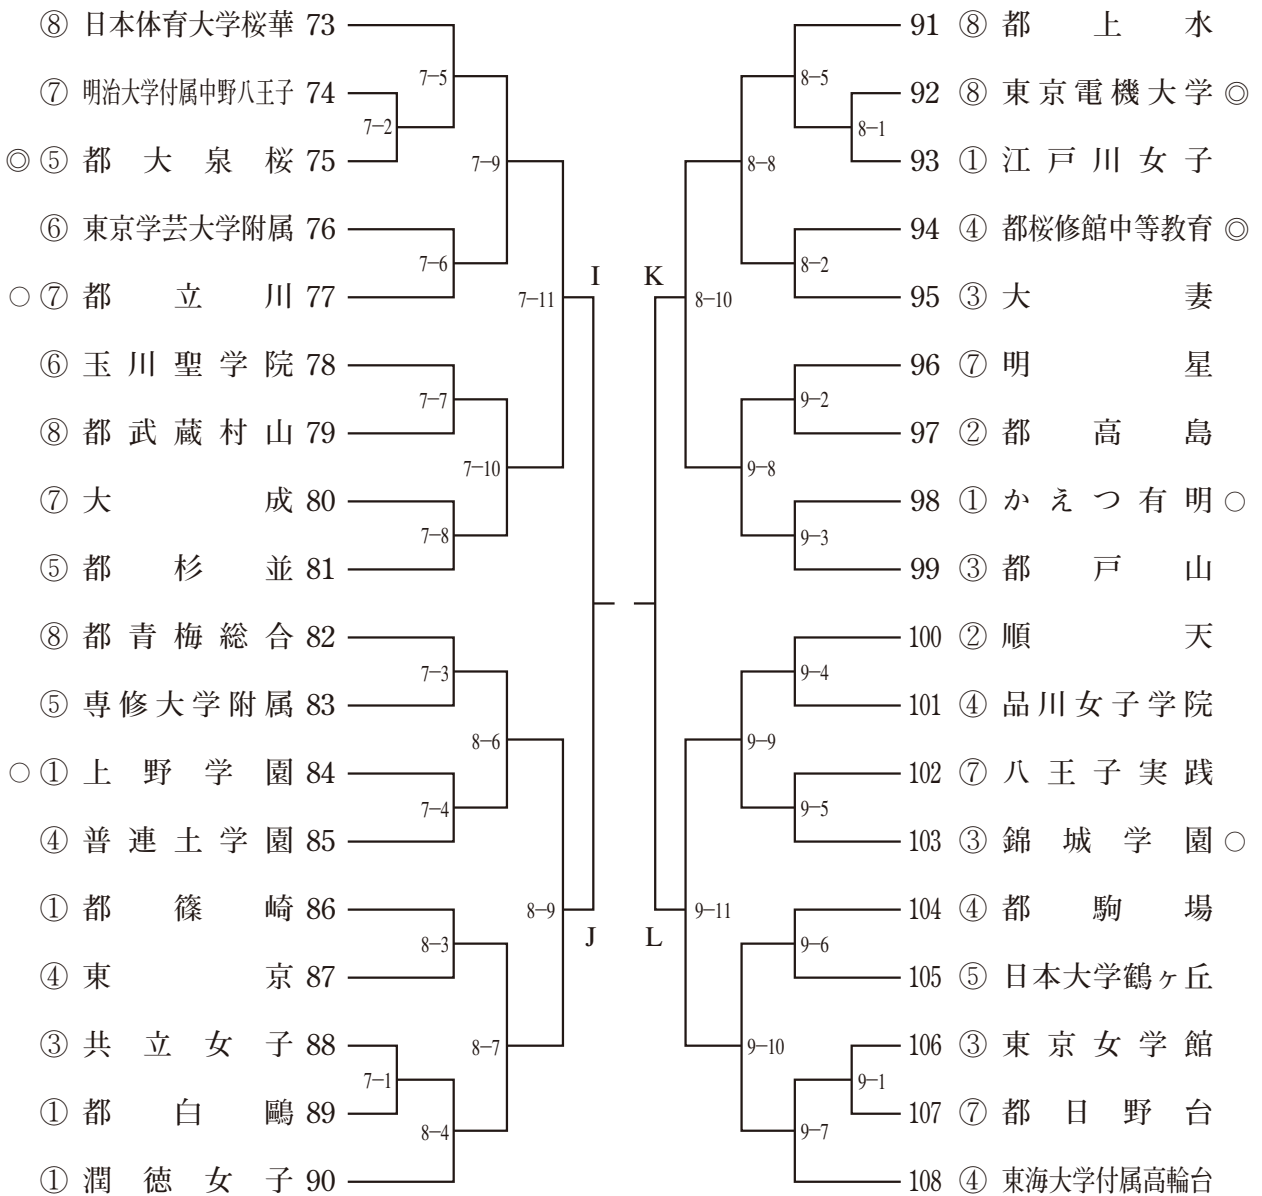 ⑧ 日本体育大学桜華 73
⑦ 明治大学付属中野八王子 74
◎ ⑤ 都大泉桜 75
⑥ 東京学芸大学附属 76
○ ⑦ 都立川 77
⑥ 玉川聖学院 78
⑧ 都武蔵村山 79
⑦ 大成 80
⑤ 都杉並 81
⑧ 都青梅総合 82
⑤ 専修大学附属 83
○ ① 上野学園 84
④ 普連土学園 85
① 都篠崎 86
④ 東京 87
③ 共立女子 88
① 都白鷗 89
① 潤徳女子 90
7-5
7-2
7-9
7-6
7-11
7-7
7-10
7-8
7-3
8-6
7-4
8-9
8-3
8-7
7-1
8-4
I
J
K
L
8-5
8-1
8-8
8-2
8-10
9-2
9-8
9-3
9-4
9-9
9-5
9-11
9-6
9-10
9-1
9-7
91 ⑧ 都上水
92 ⑧ 東京電機大学 ◎
93 ① 江戸川女子
94 ④ 都桜修館中等教育 ◎
95 ③ 大妻
96 ⑦ 明星
97 ② 都高島
98 ① かえつ有明 ○
99 ③ 都戸山
100 ② 順天
101 ④ 品川女子学院
102 ⑦ 八王子実践
103 ③ 錦城学園 ○
104 ④ 都駒場
105 ⑤ 日本大学鶴ヶ丘
106 ③ 東京女学館
107 ⑦ 都日野台
108 ④ 東海大学付属高輪台